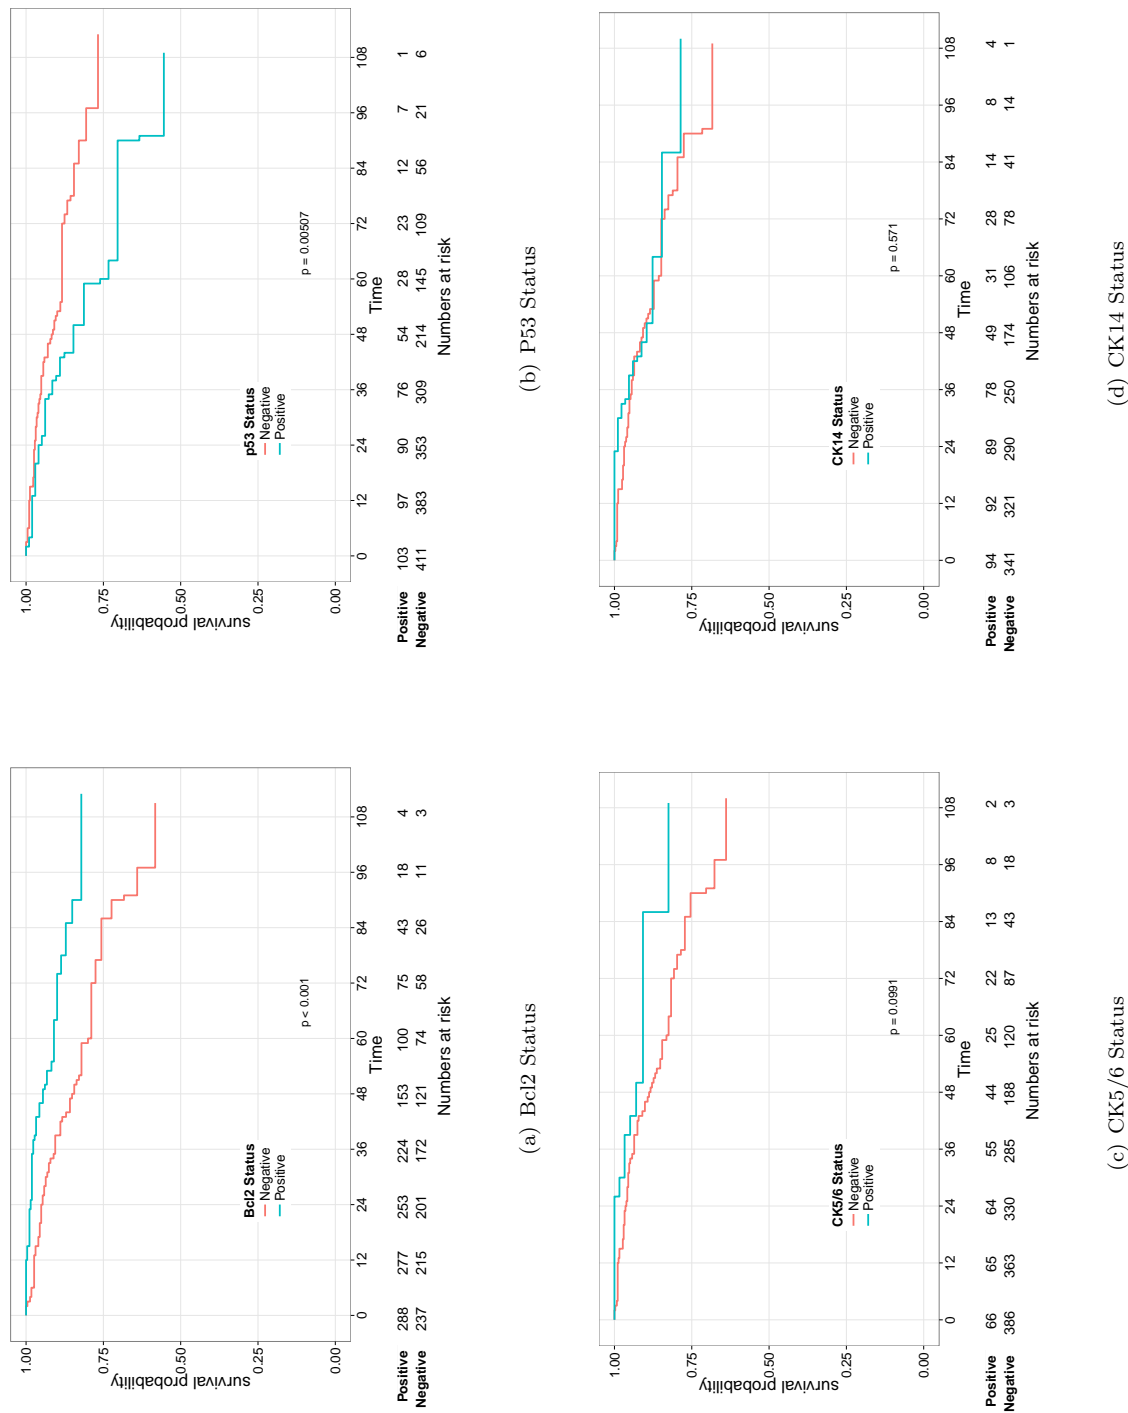 1.00
0.75
0.50
0.25
0.00
survival probability
Bcl2 Status
Negative
Positive
p < 0.001
0 12 24 36 48 60 72 84 96 108
Time
Positive 288 277 253 224 153 100 75 43 18 4
Negative 237 215 201 172 121 74 58 26 11 3
Numbers at risk
(a) Bcl2 Status
1.00
0.75
0.50
0.25
0.00
survival probability
p53 Status
Negative
Positive
p = 0.00507
0 12 24 36 48 60 72 84 96 108
Time
Positive 103 97 90 76 54 28 23 12 7 1
Negative 411 383 353 309 214 145 109 56 21 6
Numbers at risk
(b) P53 Status
1.00
0.75
0.50
0.25
0.00
survival probability
CK5/6 Status
Negative
Positive
p = 0.0991
0 12 24 36 48 60 72 84 96 108
Time
Positive 66 65 64 55 44 25 22 13 8 2
Negative 386 363 330 285 188 120 87 43 18 3
Numbers at risk
(c) CK5/6 Status
1.00
0.75
0.50
0.25
0.00
survival probability
CK14 Status
Negative
Positive
p = 0.571
0 12 24 36 48 60 72 84 96 108
Time
Positive 94 92 89 78 49 31 28 14 8 4
Negative 341 321 290 250 174 106 78 41 14 1
Numbers at risk
(d) CK14 Status